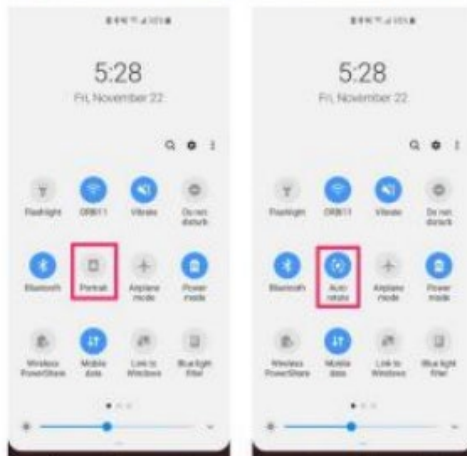 5:28
Fri, November 22
Flashlight
ORBI11
Vibrate
Do not
disturb
Bluetooth
Portrait
Airplane
mode
Power
mode
Wireless
PowerShare
Mobile
data
Link to
Windows
Blue light
filter
5:28
Fri, November 22
Flashlight
ORBI11
Vibrate
Do not
disturb
Bluetooth
Auto
rotate
Airplane
mode
Power
mode
Wireless
PowerShare
Mobile
data
Link to
Windows
Blue light
filter